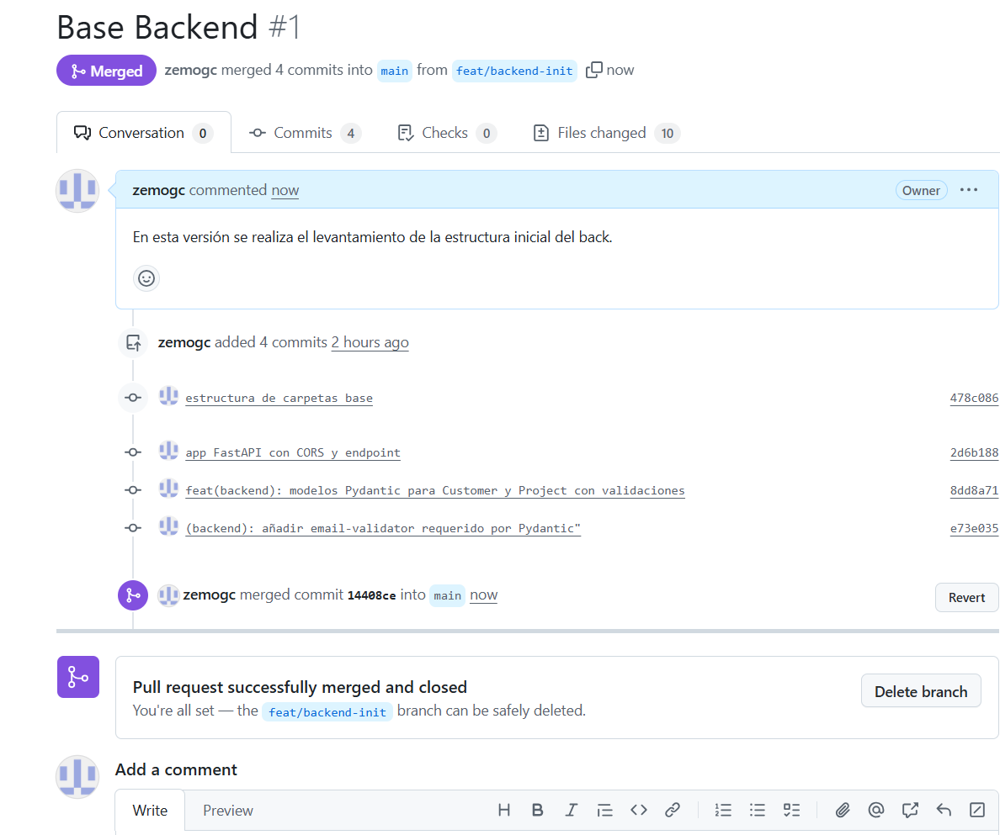 Base Backend #1
Merged zemogc merged 4 commits into main from feat/backend-init now
Conversation 0 Commits 4 Checks 0 Files changed 10
zemogc commented now Owner
En esta versión se realiza el levantamiento de la estructura inicial del back.
zemogc added 4 commits 2 hours ago
estructura de carpetas base 478c086
app FastAPI con CORS y endpoint 2d6b188
feat(backend): modelos Pydantic para Customer y Project con validaciones 8dd8a71
(backend): añadir email-validator requerido por Pydantic" e73e035
zemogc merged commit 14408ce into main now Revert
Pull request successfully merged and closed
You're all set — the feat/backend-init branch can be safely deleted.
Delete branch
Add a comment
Write Preview